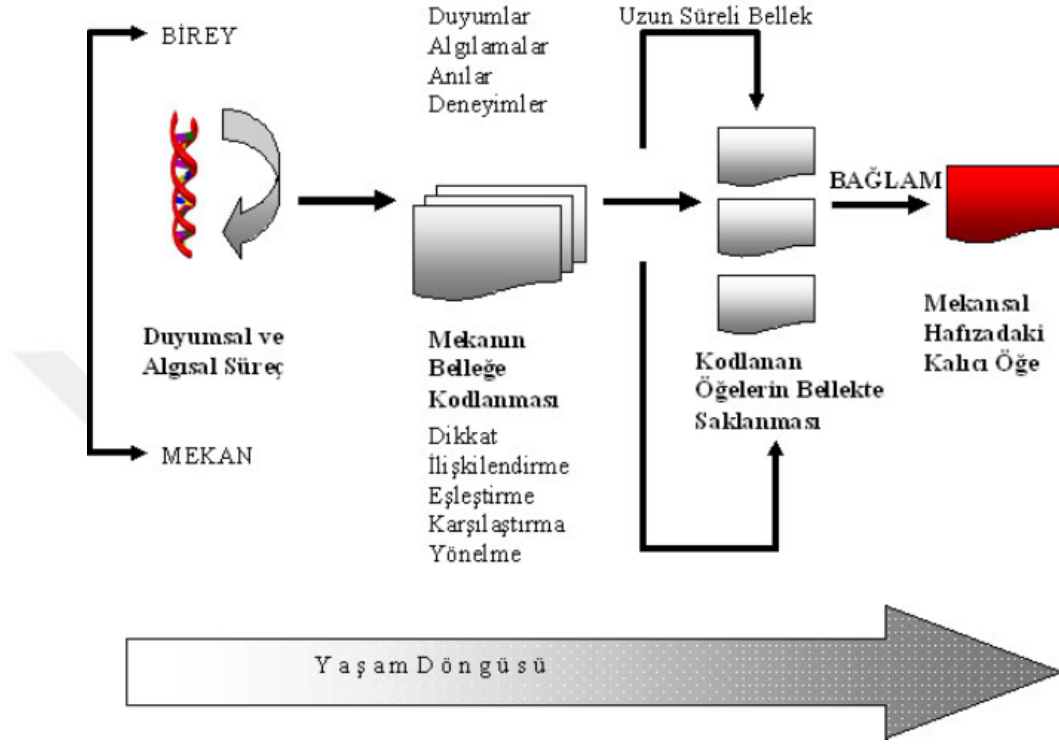 BİREY
Duyumsal ve
Algısal Süreç
MEKAN
Duyumlar
Algılamalar
Anılar
Deneyimler
Mekanın
Belleğe
Kodlanması
Dikkat
İlişkilendirme
Eşleştirme
Karşılaştırma
Yönelme
Uzun Süreli Bellek
Kodlanan
Öğelerin Bellekte
Saklanması
BAĞLAM
Mekansal
Hafızadaki
Kalıcı Öğe
Yaşam Döngüsü